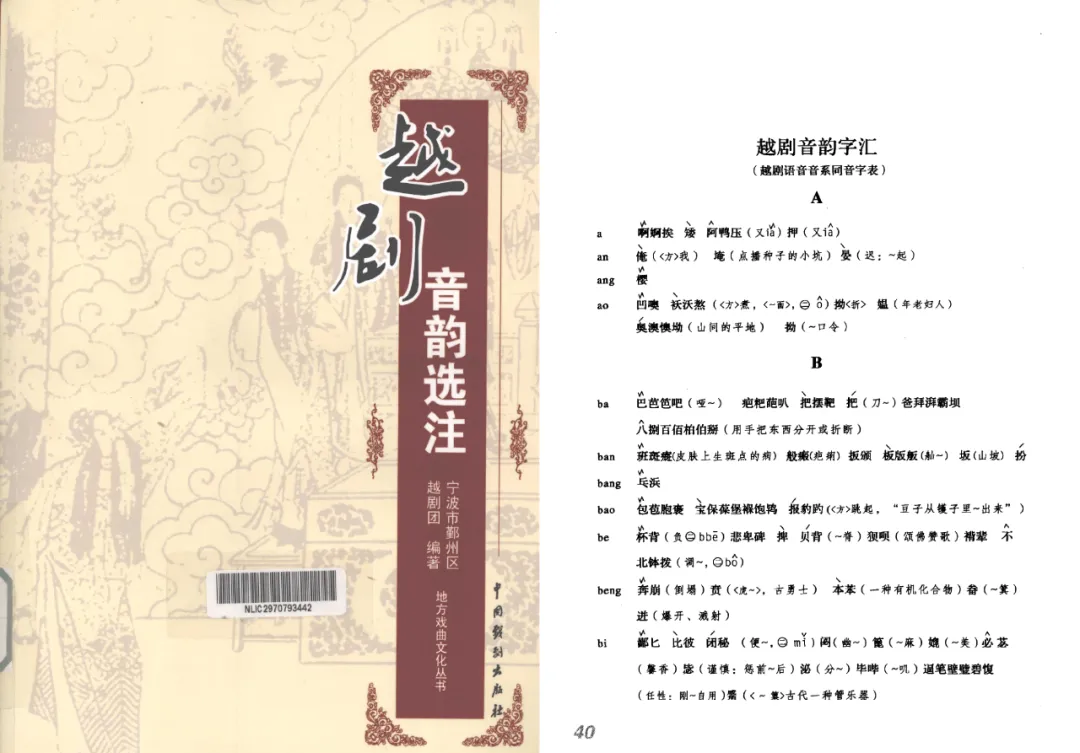 越剧
音韵选注
宁波市鄞州区
越剧团 编著
地方戏曲文化丛书
中国戏剧出版社
NLIC2970793442
越剧音韵字汇
(越剧语音音系同音字表)
A
a 啊婀挨 矮 阿鸭压(又iâ)押(又iâ)
an 俺(<方>我) 埯(点播种子的小坑) 晏(迟:~起)
ang 樱
ao 凹噢 袄沃熬(<方>煮,<~面>,㊀ô)拗<折> 媪(年老妇人)
奥澳懊坳(山间的平地) 拗(~口令)
B
ba 巴芭笆吧(哑~) 疤粑葩叭 把摆靶 把(刀~)爸拜湃霸坝
八捌百佰柏伯掰(用手把东西分开或折断)
ban 班斑癍(皮肤上生斑点的病) 般瘢(疤痢) 扳颁 板版舨(舢~) 坂(山坡) 扮
bang 乓浜
bao 包苞胞褒 宝保葆堡褓饱鸨 报豹趵(<方>跳起,“豆子从镬子里~出来”)
be 杯背(负㊀bbē)悲卑碑 捭 贝背(~脊)狈呗(颂佛赞歌)褙辈 不
北钵拨(调~,㊀bô)
beng 奔崩(倒塌)贲(<虎~>,古勇士) 本苯(一种有机化合物)畚(~箕)
迸(爆开、溅射)
bi 鄙匕 比彼 闭秘(便~,㊀mì)闷(幽~)篦(~麻)媲(~美)必苾
(馨香)毖(谨慎:惩前~后)泌(分~)毕哔(~叽)逼笔壁璧碧愎
(任性:刚~自用)觱(<~篥>古代一种管乐器)
40